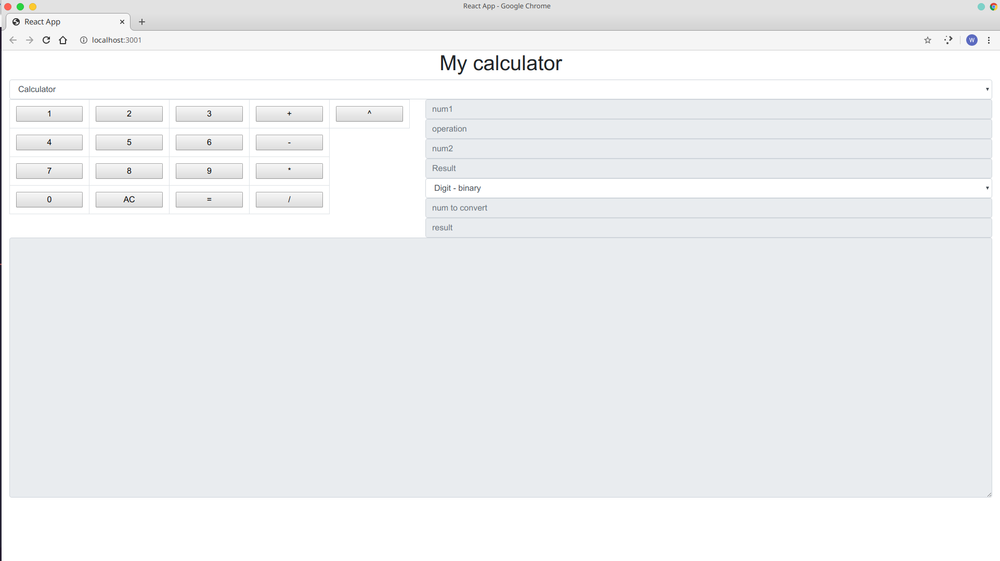 React App - Google Chrome
React App
localhost:3001
W
My calculator
Calculator
1 2 3 + ^
4 5 6 -
7 8 9 *
0 AC = /
num1
operation
num2
Result
Digit - binary
num to convert
result